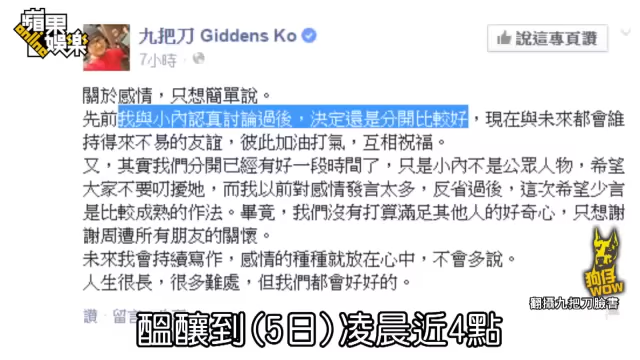 蘋果
娛樂
online
九把刀 Giddens Ko
7小時
說這專頁讚
關於感情，只想簡單說。
先前我與小內認真討論過後，決定還是分開比較好，現在與未來都會維
持得來不易的友誼，彼此加油打氣，互相祝福。
又，其實我們分開已經有好一段時間了，只是小內不是公眾人物，希望
大家不要叨擾她，而我以前對感情發言太多，反省過後，這次希望少言
是比較成熟的作法。畢竟，我們沒有打算滿足其他人的好奇心，只想謝
謝周遭所有朋友的關懷。
未來我會持續寫作，感情的種種就放在心中，不會多說。
人生很長，很多難處，但我們都會好好的。
狗仔
WOW
翻攝九把刀臉書
讚 · 留言
醞釀到(5日)凌晨近4點